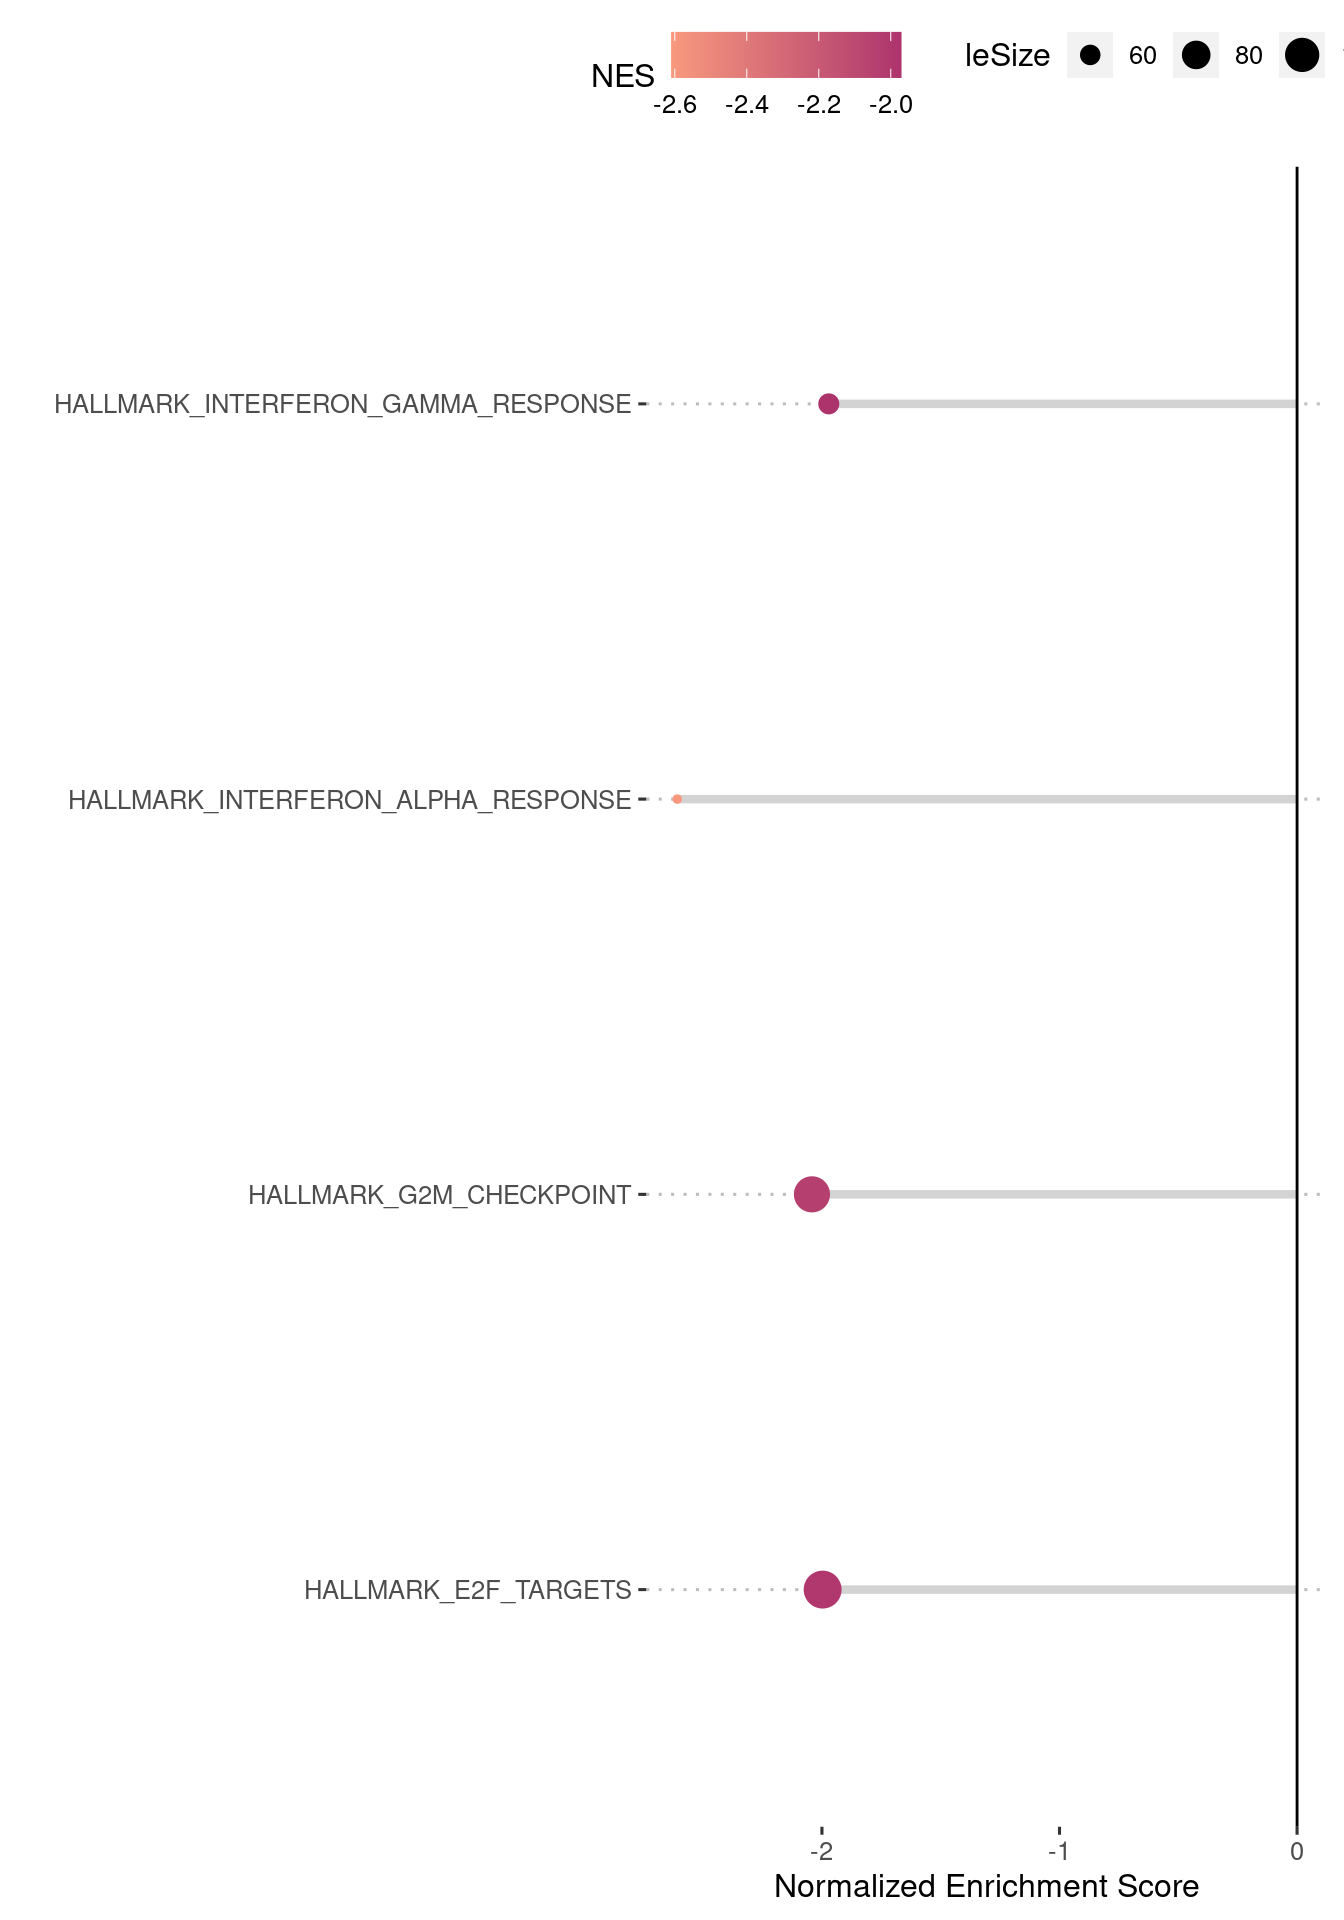 NES
-2.6 -2.4 -2.2 -2.0
leSize 60 80
HALLMARK_INTERFERON_GAMMA_RESPONSE
HALLMARK_INTERFERON_ALPHA_RESPONSE
HALLMARK_G2M_CHECKPOINT
HALLMARK_E2F_TARGETS
-2 -1 0
Normalized Enrichment Score